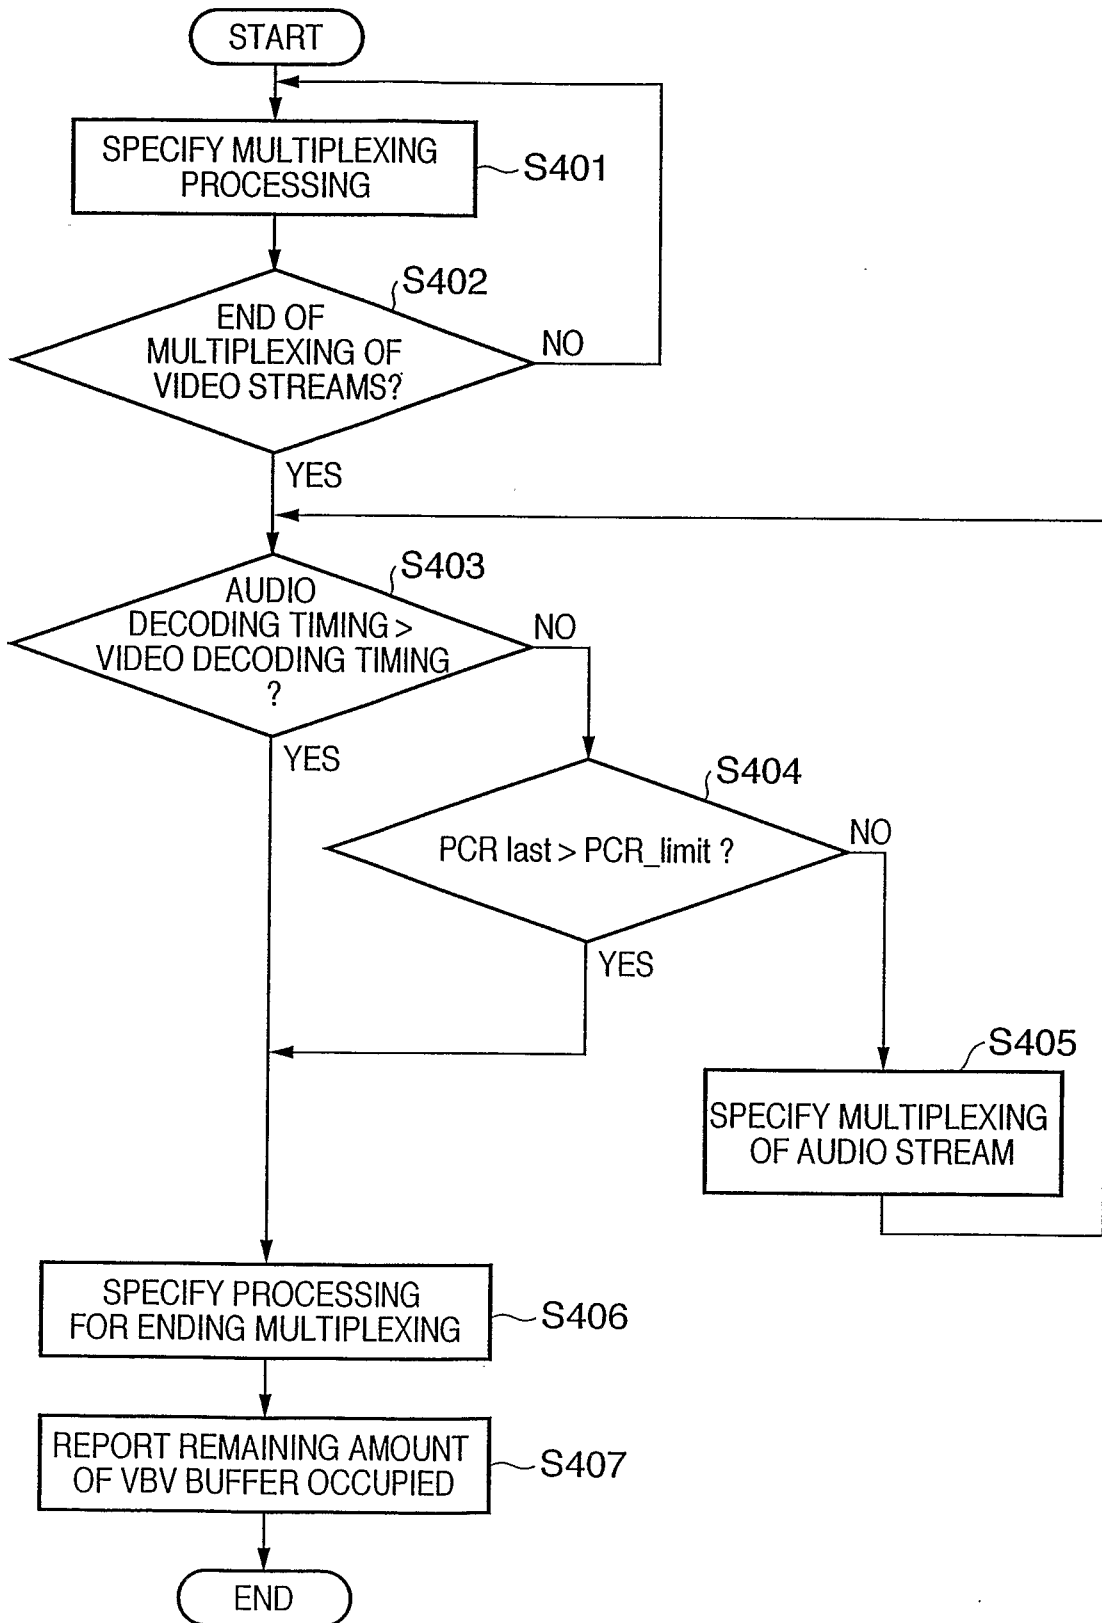 START
SPECIFY MULTIPLEXING
PROCESSING
S401
S402
END OF
MULTIPLEXING OF
VIDEO STREAMS?
NO
YES
S403
AUDIO
DECODING TIMING >
VIDEO DECODING TIMING
?
NO
YES
S404
PCR last > PCR_limit ?
NO
YES
S405
SPECIFY MULTIPLEXING
OF AUDIO STREAM
SPECIFY PROCESSING
FOR ENDING MULTIPLEXING
S406
REPORT REMAINING AMOUNT
OF VBV BUFFER OCCUPIED
S407
END